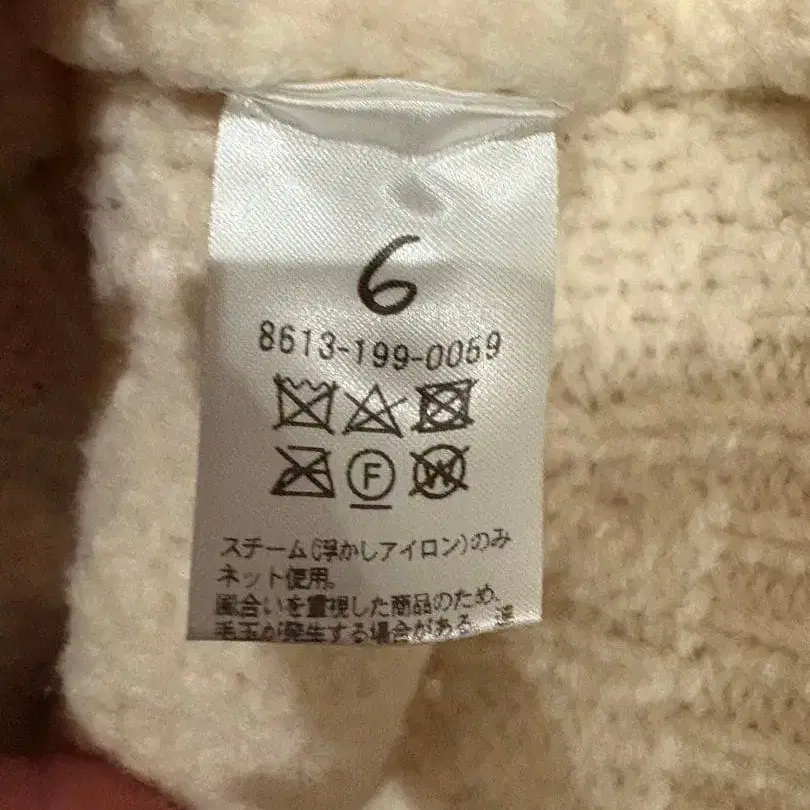 6
8613-199-0059
F
W
スチーム(浮かしアイロン)のみ
ネット使用。
風合いを重視した商品のため、
毛玉が発生する場合がある。